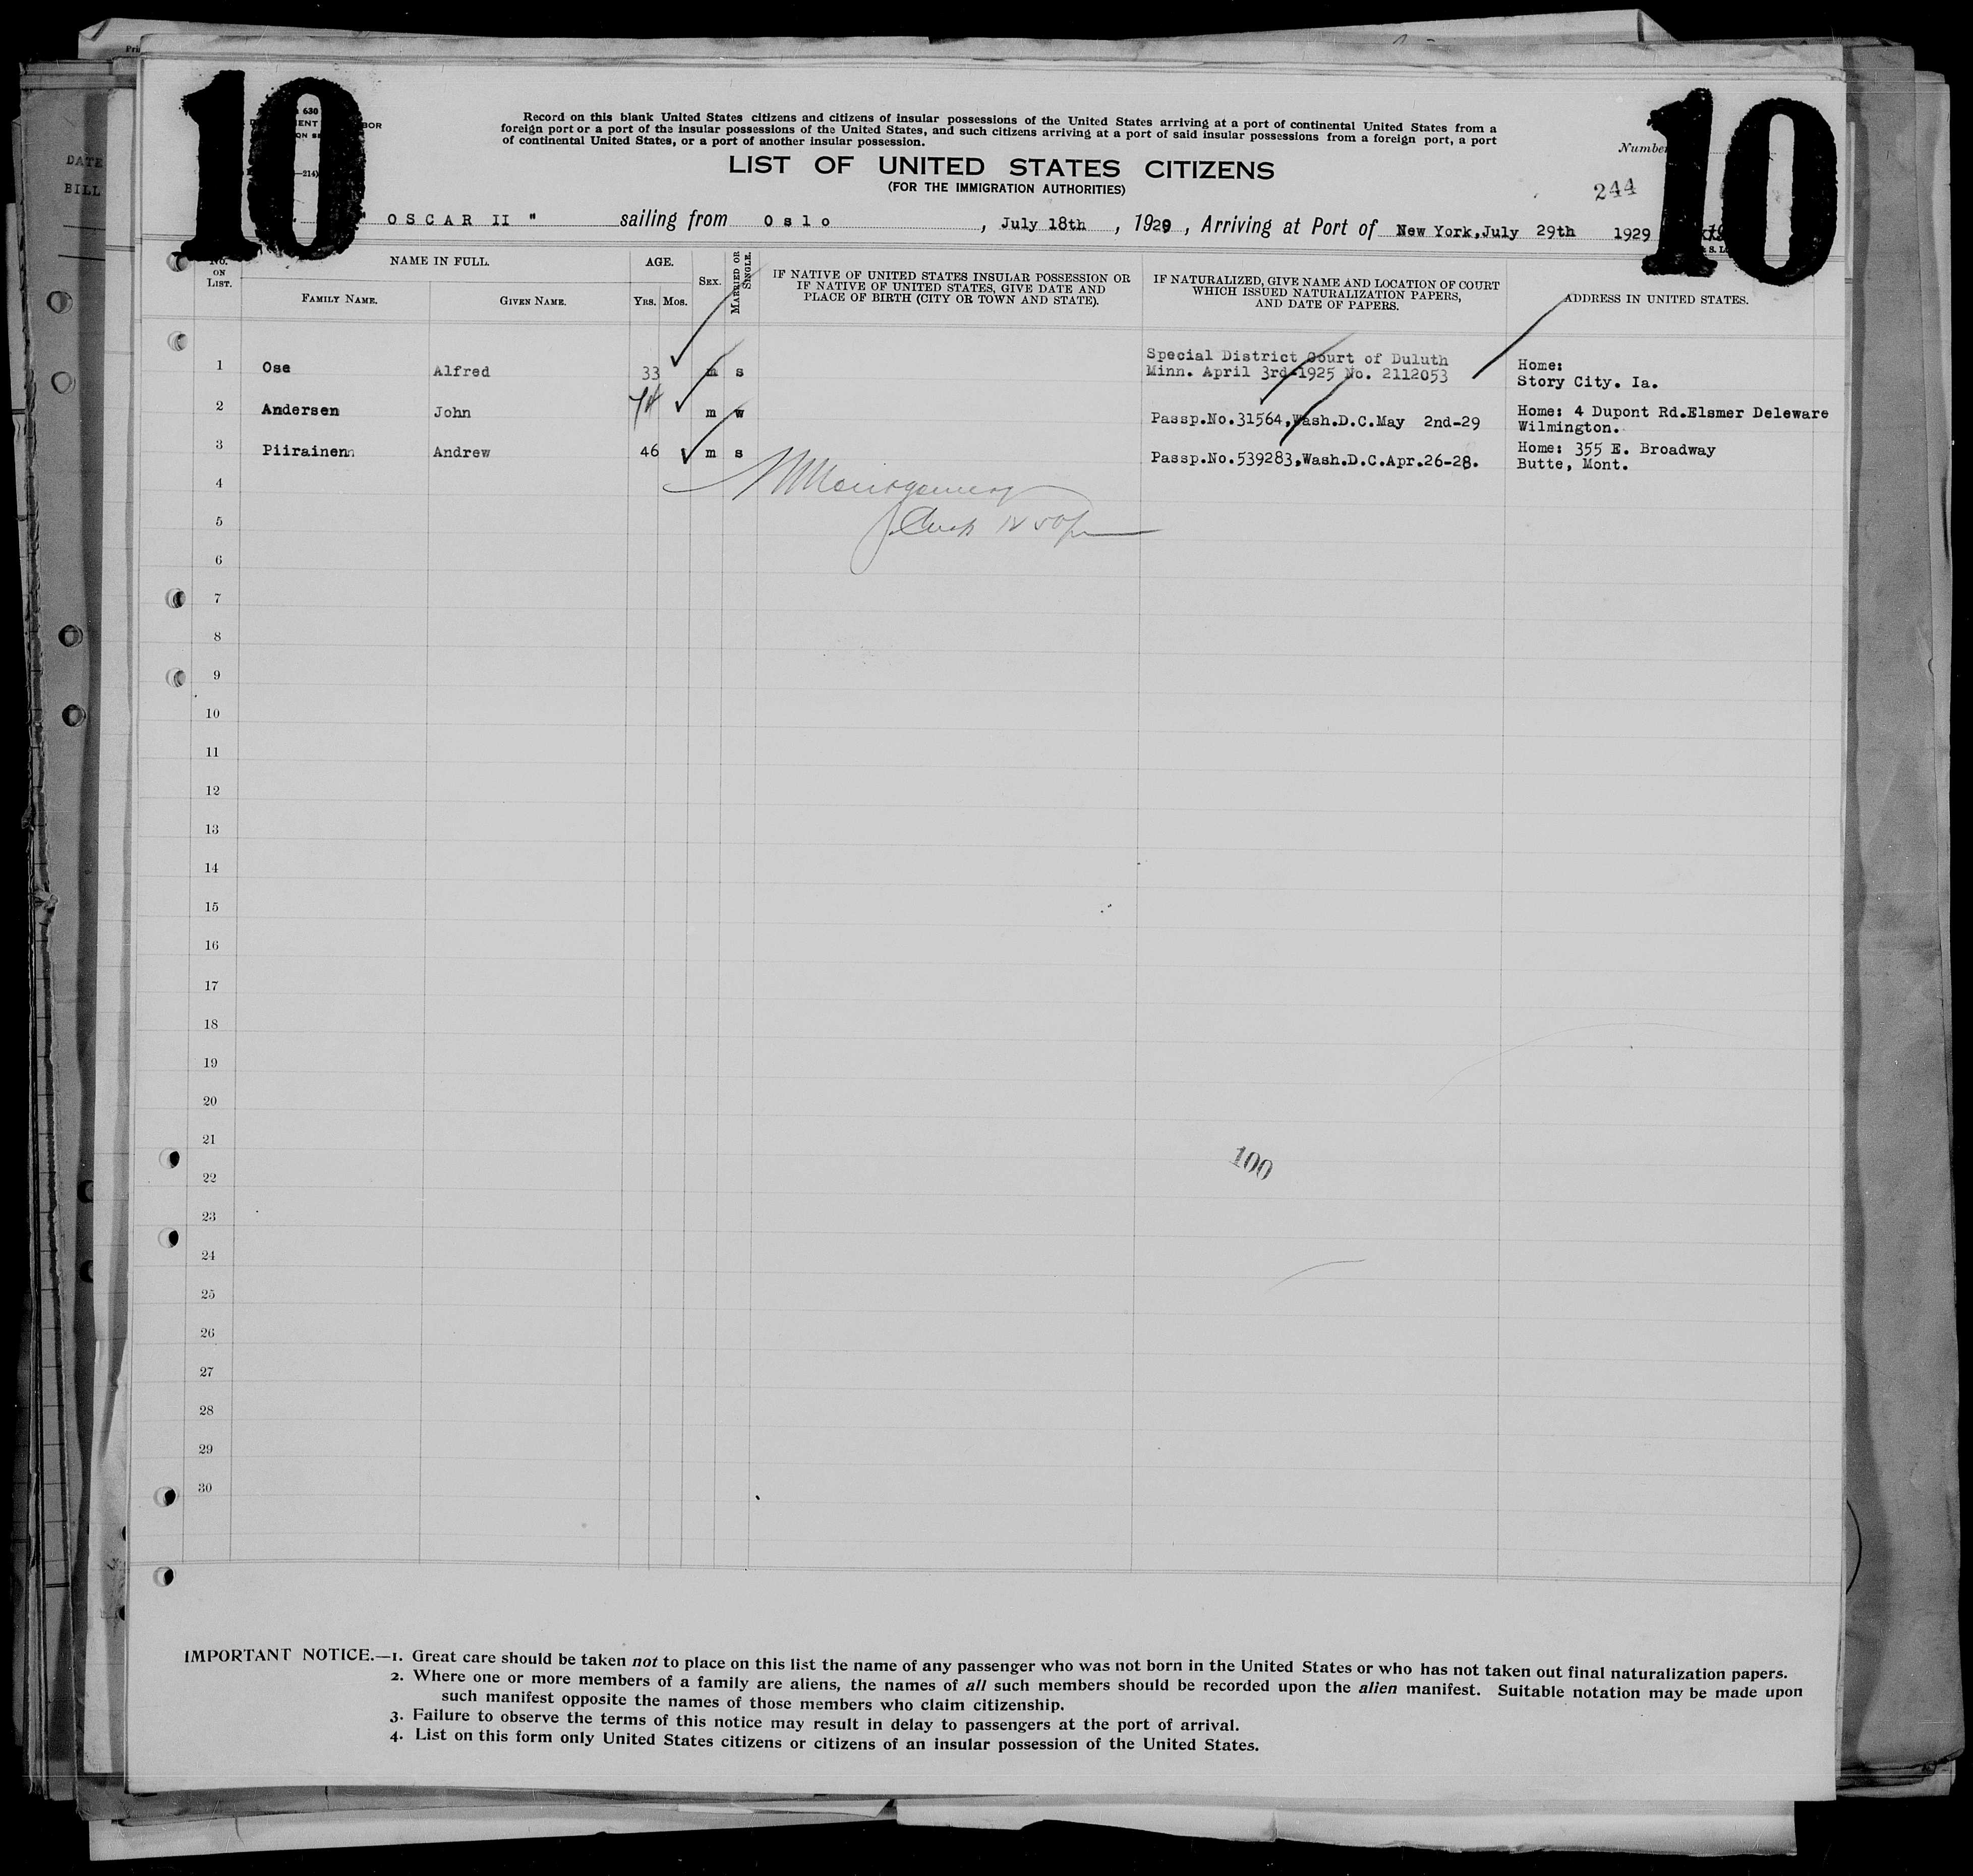 10
10
630
BOR
Record on this blank United States citizens and citizens of insular possessions of the United States arriving at a port of continental United States from a
foreign port or a port of the insular possessions of the United States, and such citizens arriving at a port of said insular possessions from a foreign port, a port
of continental United States, or a port of another insular possession.
Number
LIST OF UNITED STATES CITIZENS
(FOR THE IMMIGRATION AUTHORITIES)
244
" OSCAR II " sailing from Oslo, July 18th, 1929, Arriving at Port of New York, July 29th 1929
No. ON LIST. NAME IN FULL. AGE. SEX. MARRIED OR SINGLE. IF NATIVE OF UNITED STATES INSULAR POSSESSION OR IF NATIVE OF UNITED STATES, GIVE DATE AND PLACE OF BIRTH (CITY OR TOWN AND STATE). IF NATURALIZED, GIVE NAME AND LOCATION OF COURT WHICH ISSUED NATURALIZATION PAPERS, AND DATE OF PAPERS. ADDRESS IN UNITED STATES.
FAMILY NAME. GIVEN NAME. YRS. MOS.
1 Ose Alfred 33 m s Special District Court of Duluth Minn. April 3rd-1925 No. 2112053 Home: Story City. Ia.
2 Andersen John 74 m w Passp.No.31564,Wash.D.C.May 2nd-29 Home: 4 Dupont Rd.Elsmer Deleware Wilmington.
3 Piirainen Andrew 46 m s Passp.No.539283,Wash.D.C.Apr.26-28. Home: 355 E. Broadway Butte, Mont.
4 Montgomery
5
6
7
8
9
10
11
12
13
14
15
16
17
18
19
20
21
100
22
23
24
25
26
27
28
29
30
IMPORTANT NOTICE.—1. Great care should be taken not to place on this list the name of any passenger who was not born in the United States or who has not taken out final naturalization papers.
2. Where one or more members of a family are aliens, the names of all such members should be recorded upon the alien manifest. Suitable notation may be made upon
such manifest opposite the names of those members who claim citizenship.
3. Failure to observe the terms of this notice may result in delay to passengers at the port of arrival.
4. List on this form only United States citizens or citizens of an insular possession of the United States.
DATE
BILL